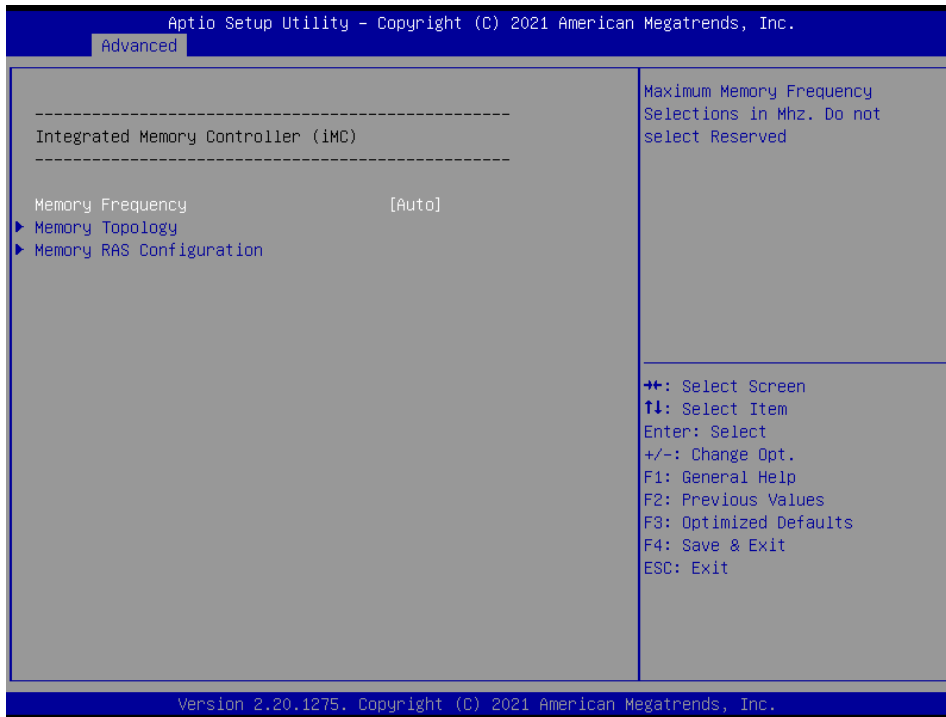 Aptio Setup Utility – Copyright (C) 2021 American Megatrends, Inc.
Advanced
--------------------------------------------------
Integrated Memory Controller (iMC)
--------------------------------------------------
Memory Frequency [Auto]
▶ Memory Topology
▶ Memory RAS Configuration
Maximum Memory Frequency
Selections in Mhz. Do not
select Reserved
→←: Select Screen
↑↓: Select Item
Enter: Select
+/-: Change Opt.
F1: General Help
F2: Previous Values
F3: Optimized Defaults
F4: Save & Exit
ESC: Exit
Version 2.20.1275. Copyright (C) 2021 American Megatrends, Inc.